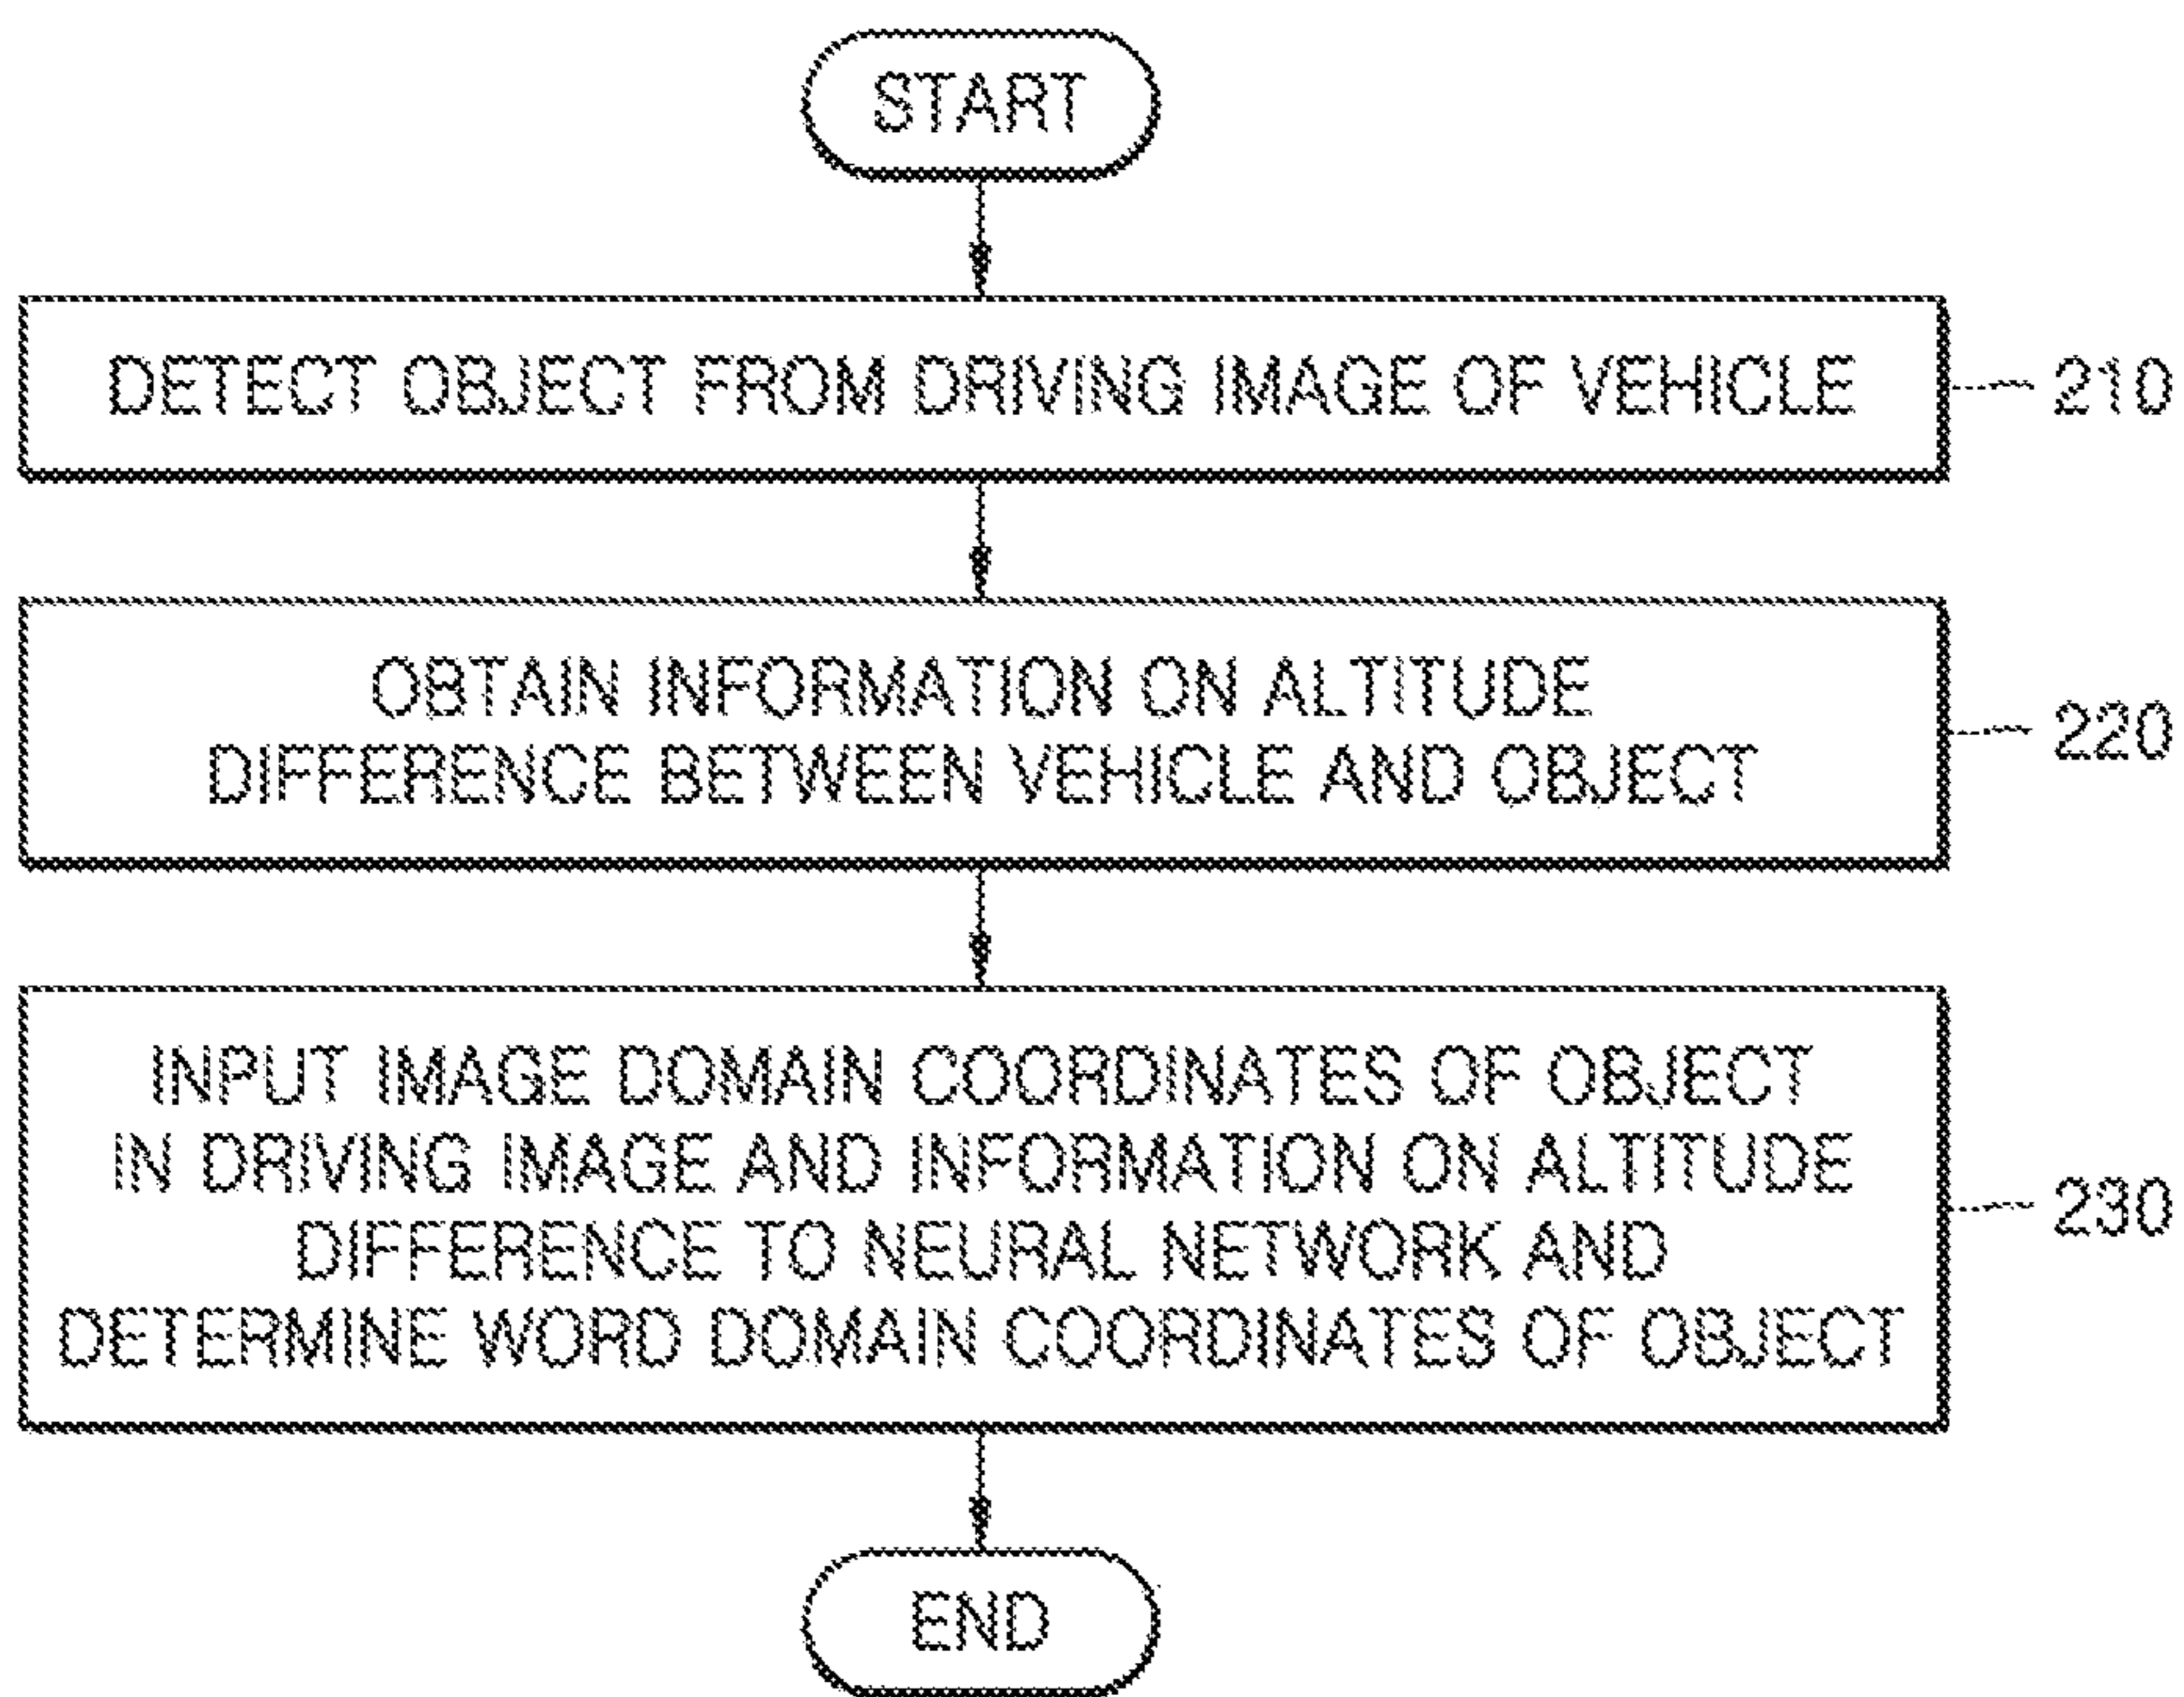 START
DETECT OBJECT FROM DRIVING IMAGE OF VEHICLE
210
OBTAIN INFORMATION ON ALTITUDE
DIFFERENCE BETWEEN VEHICLE AND OBJECT
220
INPUT IMAGE DOMAIN COORDINATES OF OBJECT
IN DRIVING IMAGE AND INFORMATION ON ALTITUDE
DIFFERENCE TO NEURAL NETWORK AND
DETERMINE WORD DOMAIN COORDINATES OF OBJECT
230
END